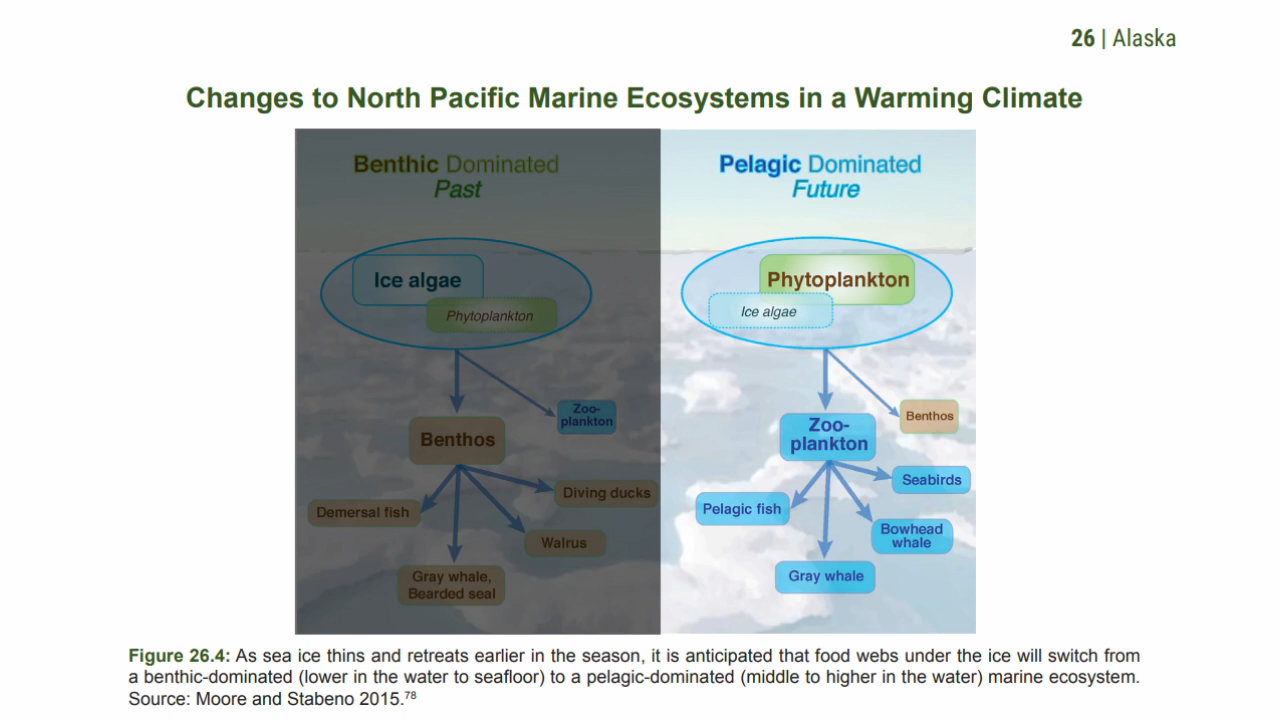 26 | Alaska
Changes to North Pacific Marine Ecosystems in a Warming Climate
Benthic Dominated
Past
Ice algae
Phytoplankton
Zoo-
plankton
Benthos
Diving ducks
Demersal fish
Walrus
Gray whale,
Bearded seal
Pelagic Dominated
Future
Phytoplankton
Ice algae
Benthos
Zoo-
plankton
Seabirds
Pelagic fish
Bowhead
whale
Gray whale
Figure 26.4: As sea ice thins and retreats earlier in the season, it is anticipated that food webs under the ice will switch from
a benthic-dominated (lower in the water to seafloor) to a pelagic-dominated (middle to higher in the water) marine ecosystem.
Source: Moore and Stabeno 2015.78